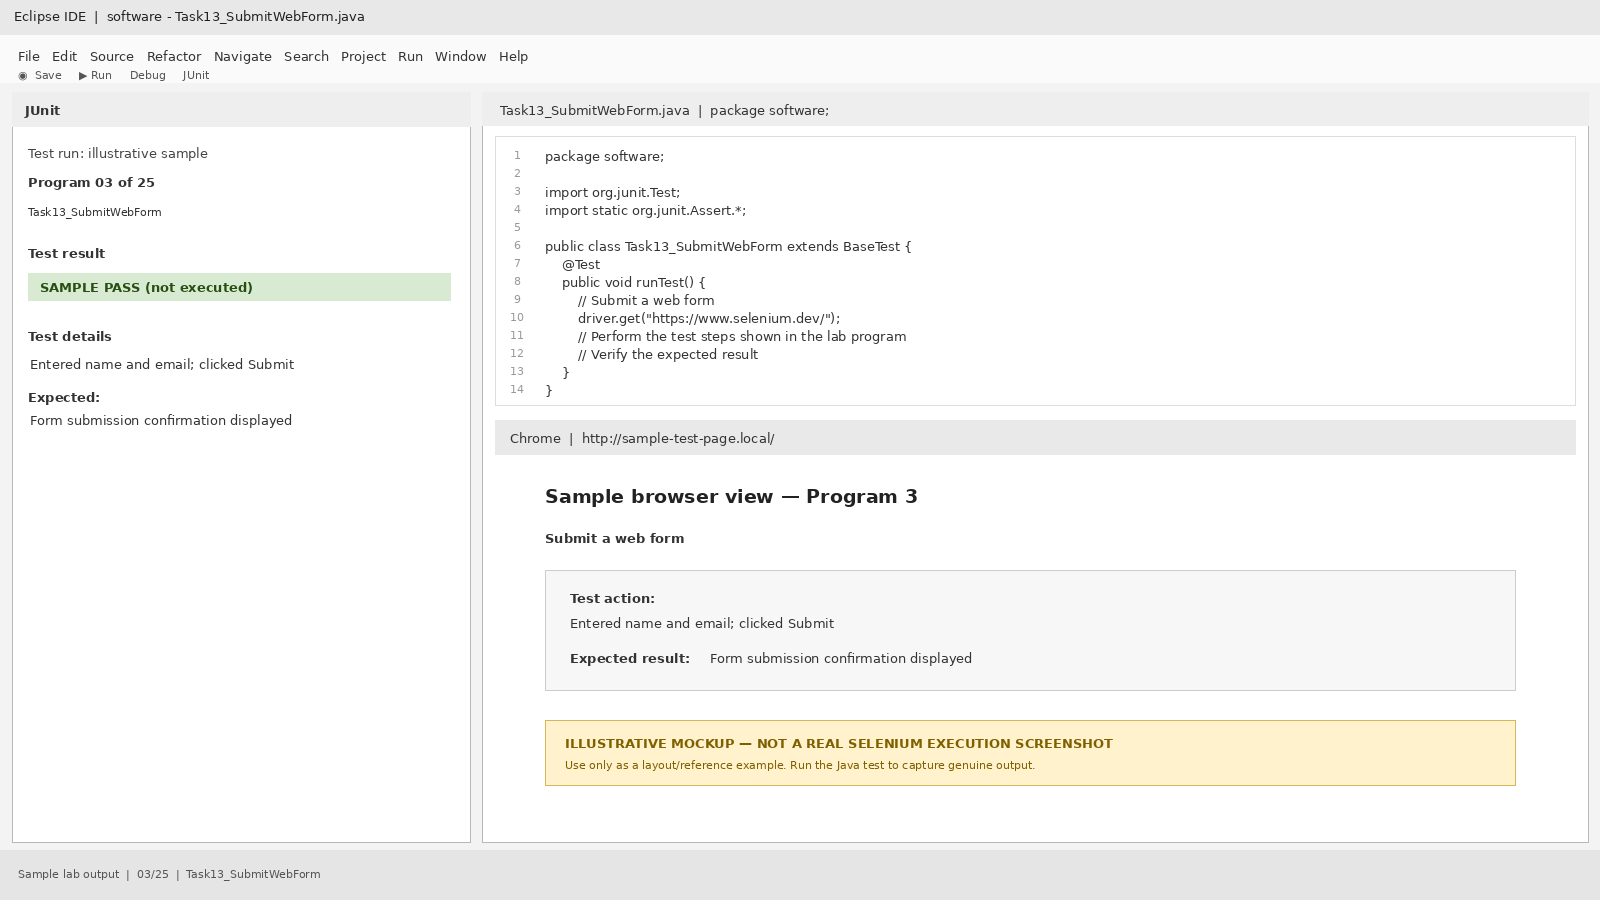 Eclipse IDE | software - Task13_SubmitWebForm.java
File Edit Source Refactor Navigate Search Project Run Window Help
◉ Save ▶ Run Debug JUnit
JUnit
Test run: illustrative sample
Program 03 of 25
Task13_SubmitWebForm
Test result
SAMPLE PASS (not executed)
Test details
Entered name and email; clicked Submit
Expected:
Form submission confirmation displayed
Task13_SubmitWebForm.java | package software;
1 package software;
2
3 import org.junit.Test;
4 import static org.junit.Assert.*;
5
6 public class Task13_SubmitWebForm extends BaseTest {
7 @Test
8 public void runTest() {
9 // Submit a web form
10 driver.get("https://www.selenium.dev/");
11 // Perform the test steps shown in the lab program
12 // Verify the expected result
13 }
14 }
Chrome | http://sample-test-page.local/
Sample browser view — Program 3
Submit a web form
Test action:
Entered name and email; clicked Submit
Expected result: Form submission confirmation displayed
ILLUSTRATIVE MOCKUP — NOT A REAL SELENIUM EXECUTION SCREENSHOT
Use only as a layout/reference example. Run the Java test to capture genuine output.
Sample lab output | 03/25 | Task13_SubmitWebForm